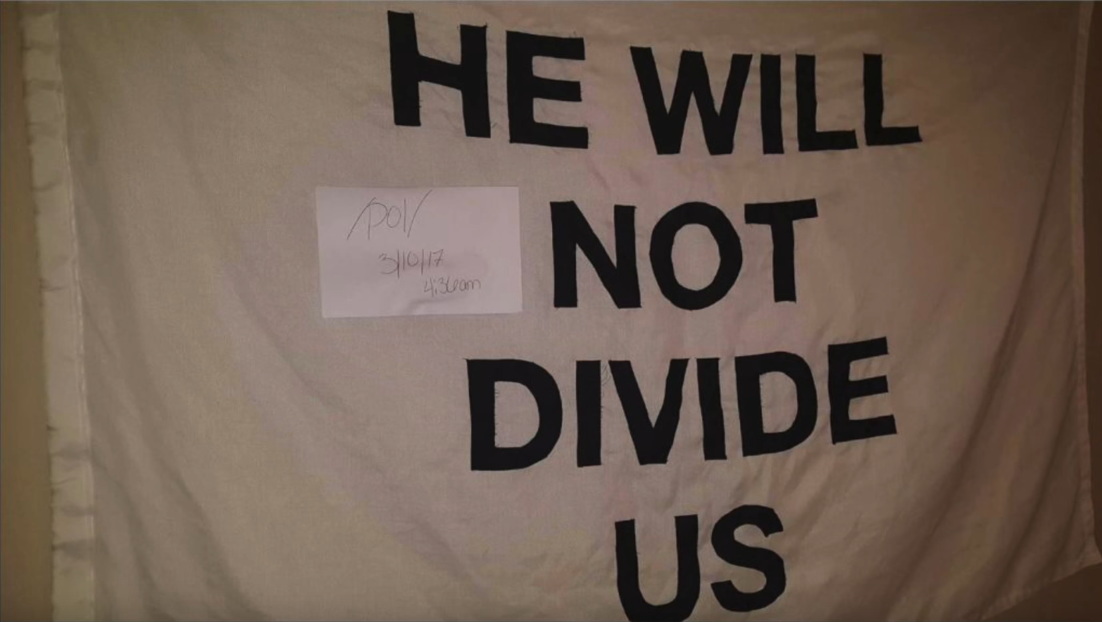 HE WILL
/pol/
3/10/17
4:36am
NOT
DIVIDE
US